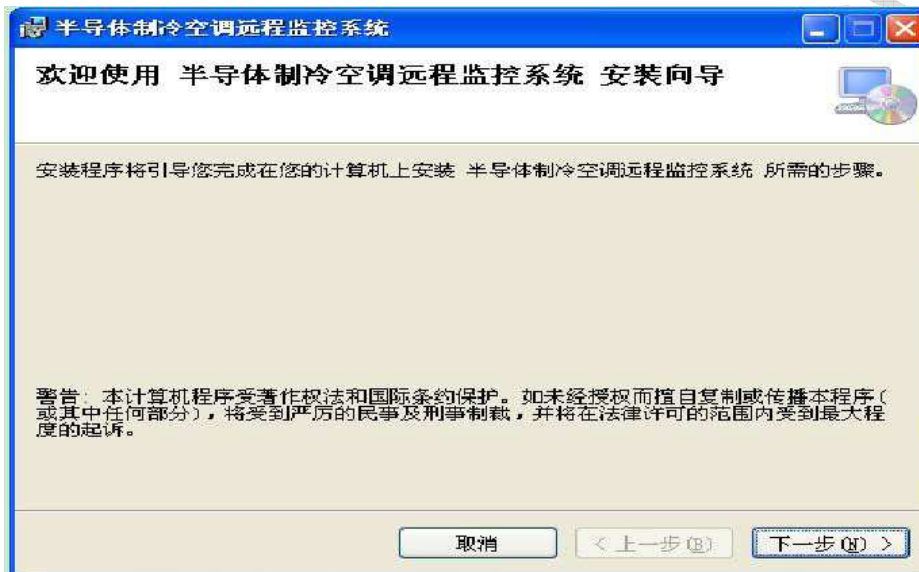 半导体制冷空调远程监控系统
欢迎使用 半导体制冷空调远程监控系统 安装向导
安装程序将引导您完成在您的计算机上安装 半导体制冷空调远程监控系统 所需的步骤。
警告: 本计算机程序受著作权法和国际条约保护。如未经授权而擅自复制或传播本程序(
或其中任何部分),将受到严厉的民事及刑事制裁,并将在法律许可的范围内受到最大程
度的起诉。
取消 < 上一步(B) 下一步(N) >